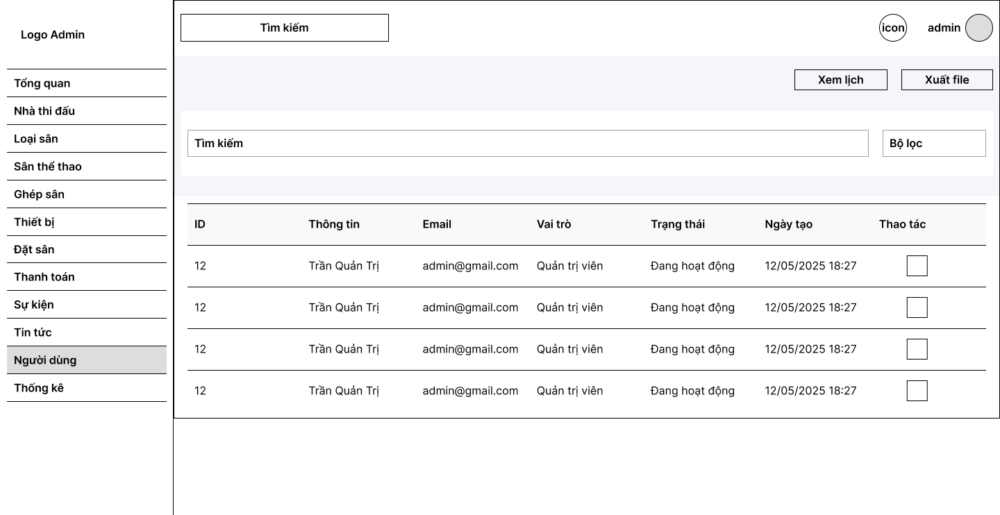 Logo Admin
Tổng quan
Nhà thi đấu
Loại sân
Sân thể thao
Ghép sân
Thiết bị
Đặt sân
Thanh toán
Sự kiện
Tin tức
Người dùng
Thống kê
Tìm kiếm
icon
admin
Xem lịch
Xuất file
Tìm kiếm
Bộ lọc
ID Thông tin Email Vai trò Trạng thái Ngày tạo Thao tác
12 Trần Quản Trị admin@gmail.com Quản trị viên Đang hoạt động 12/05/2025 18:27
12 Trần Quản Trị admin@gmail.com Quản trị viên Đang hoạt động 12/05/2025 18:27
12 Trần Quản Trị admin@gmail.com Quản trị viên Đang hoạt động 12/05/2025 18:27
12 Trần Quản Trị admin@gmail.com Quản trị viên Đang hoạt động 12/05/2025 18:27